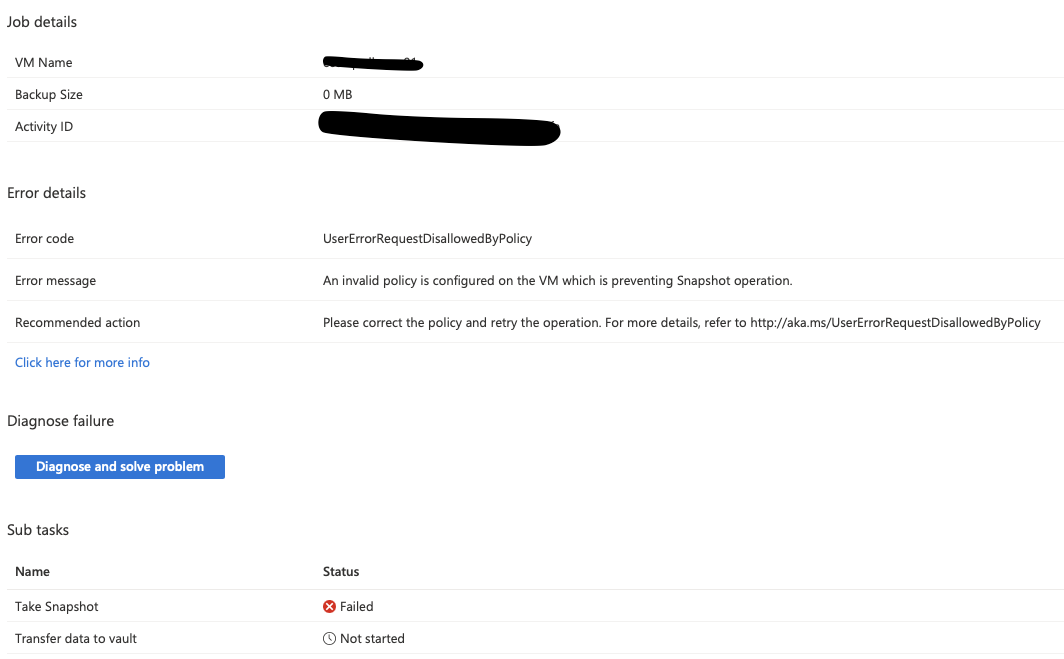 Job details
VM Name
Backup Size 0 MB
Activity ID
Error details
Error code UserErrorRequestDisallowedByPolicy
Error message An invalid policy is configured on the VM which is preventing Snapshot operation.
Recommended action Please correct the policy and retry the operation. For more details, refer to http://aka.ms/UserErrorRequestDisallowedByPolicy
Click here for more info
Diagnose failure
Diagnose and solve problem
Sub tasks
Name Status
Take Snapshot Failed
Transfer data to vault Not started